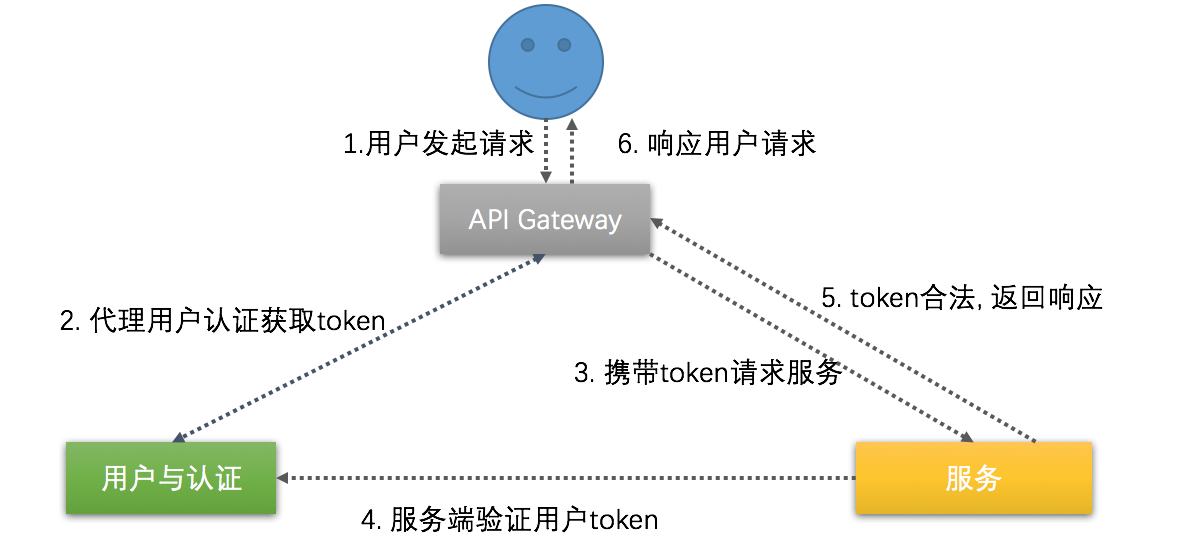 1.用户发起请求
6. 响应用户请求
API Gateway
2. 代理用户认证获取token
5. token合法, 返回响应
3. 携带token请求服务
用户与认证
服务
4. 服务端验证用户token